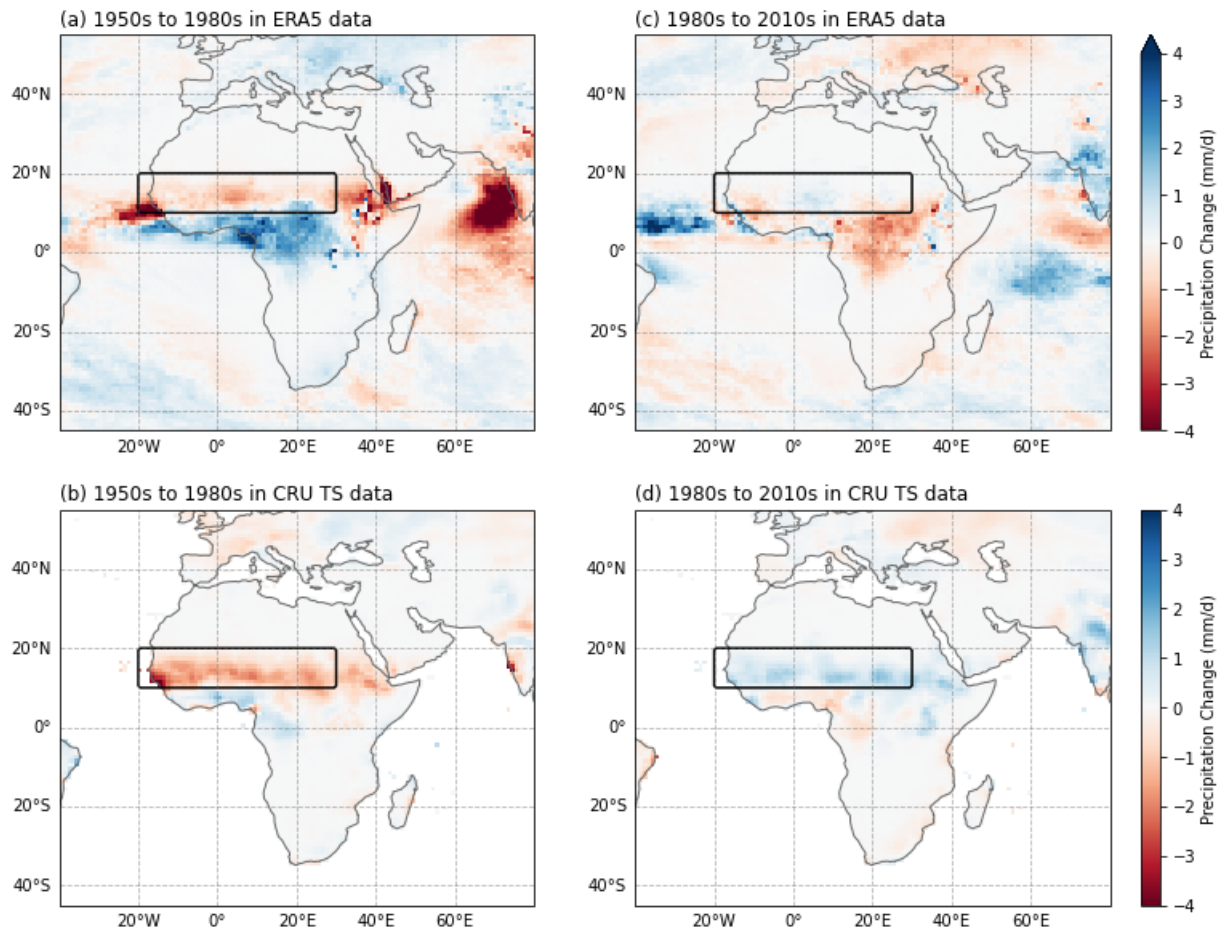 (a) 1950s to 1980s in ERA5 data
40°N
20°N
0°
20°S
40°S
20°W 0° 20°E 40°E 60°E
(c) 1980s to 2010s in ERA5 data
40°N
20°N
0°
20°S
40°S
20°W 0° 20°E 40°E 60°E
4
3
2
1
0
−1
−2
−3
−4
Precipitation Change (mm/d)
(b) 1950s to 1980s in CRU TS data
40°N
20°N
0°
20°S
40°S
20°W 0° 20°E 40°E 60°E
(d) 1980s to 2010s in CRU TS data
40°N
20°N
0°
20°S
40°S
20°W 0° 20°E 40°E 60°E
4
3
2
1
0
−1
−2
−3
−4
Precipitation Change (mm/d)